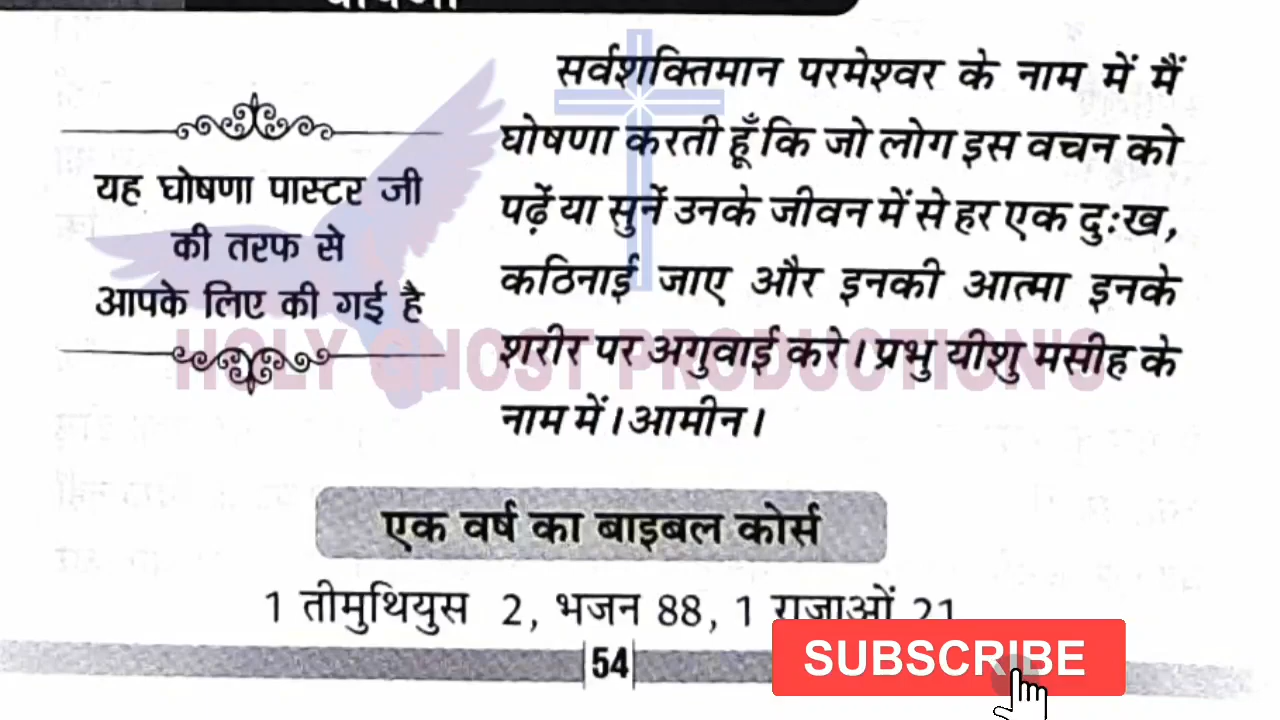 यह घोषणा पास्टर जी
की तरफ से
आपके लिए की गई है
सर्वशक्तिमान परमेश्वर के नाम में मैं
घोषणा करती हूँ कि जो लोग इस वचन को
पढ़ें या सुनें उनके जीवन में से हर एक दुःख,
कठिनाई जाए और इनकी आत्मा इनके
शरीर पर अगुवाई करे। प्रभु यीशु मसीह के
नाम में। आमीन।
HOLY GHOST PRODUCTION'S
एक वर्ष का बाइबल कोर्स
1 तीमुथियुस 2, भजन 88, 1 राजाओं 21
54
SUBSCRIBE